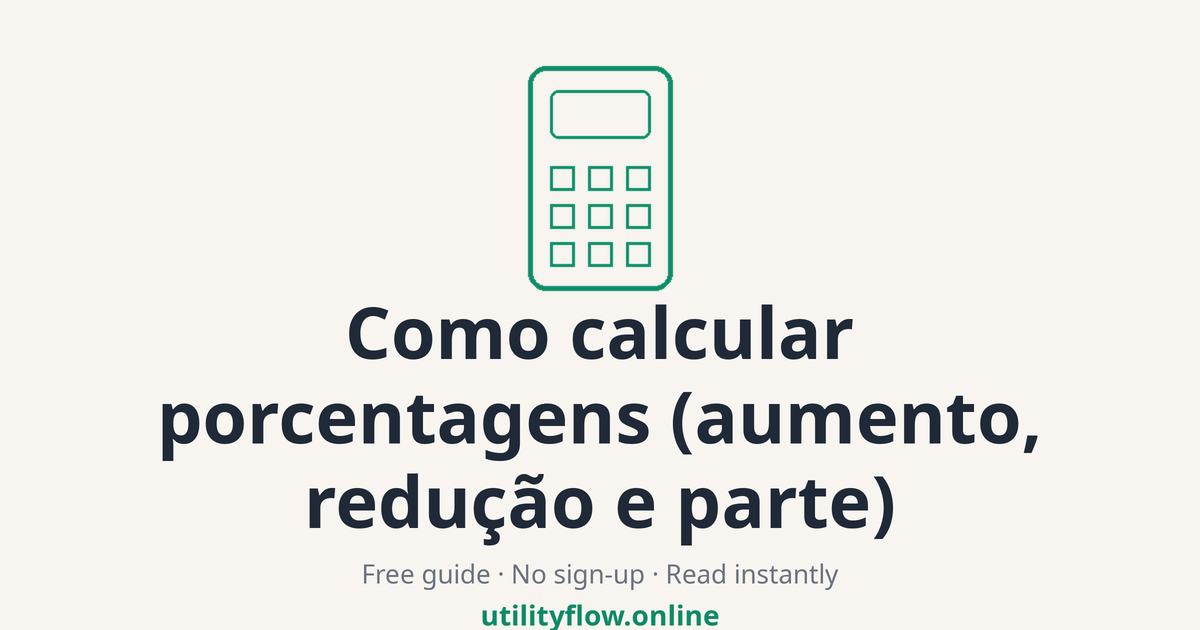 Como calcular
porcentagens (aumento,
redução e parte)
Free guide · No sign-up · Read instantly
utilityflow.online